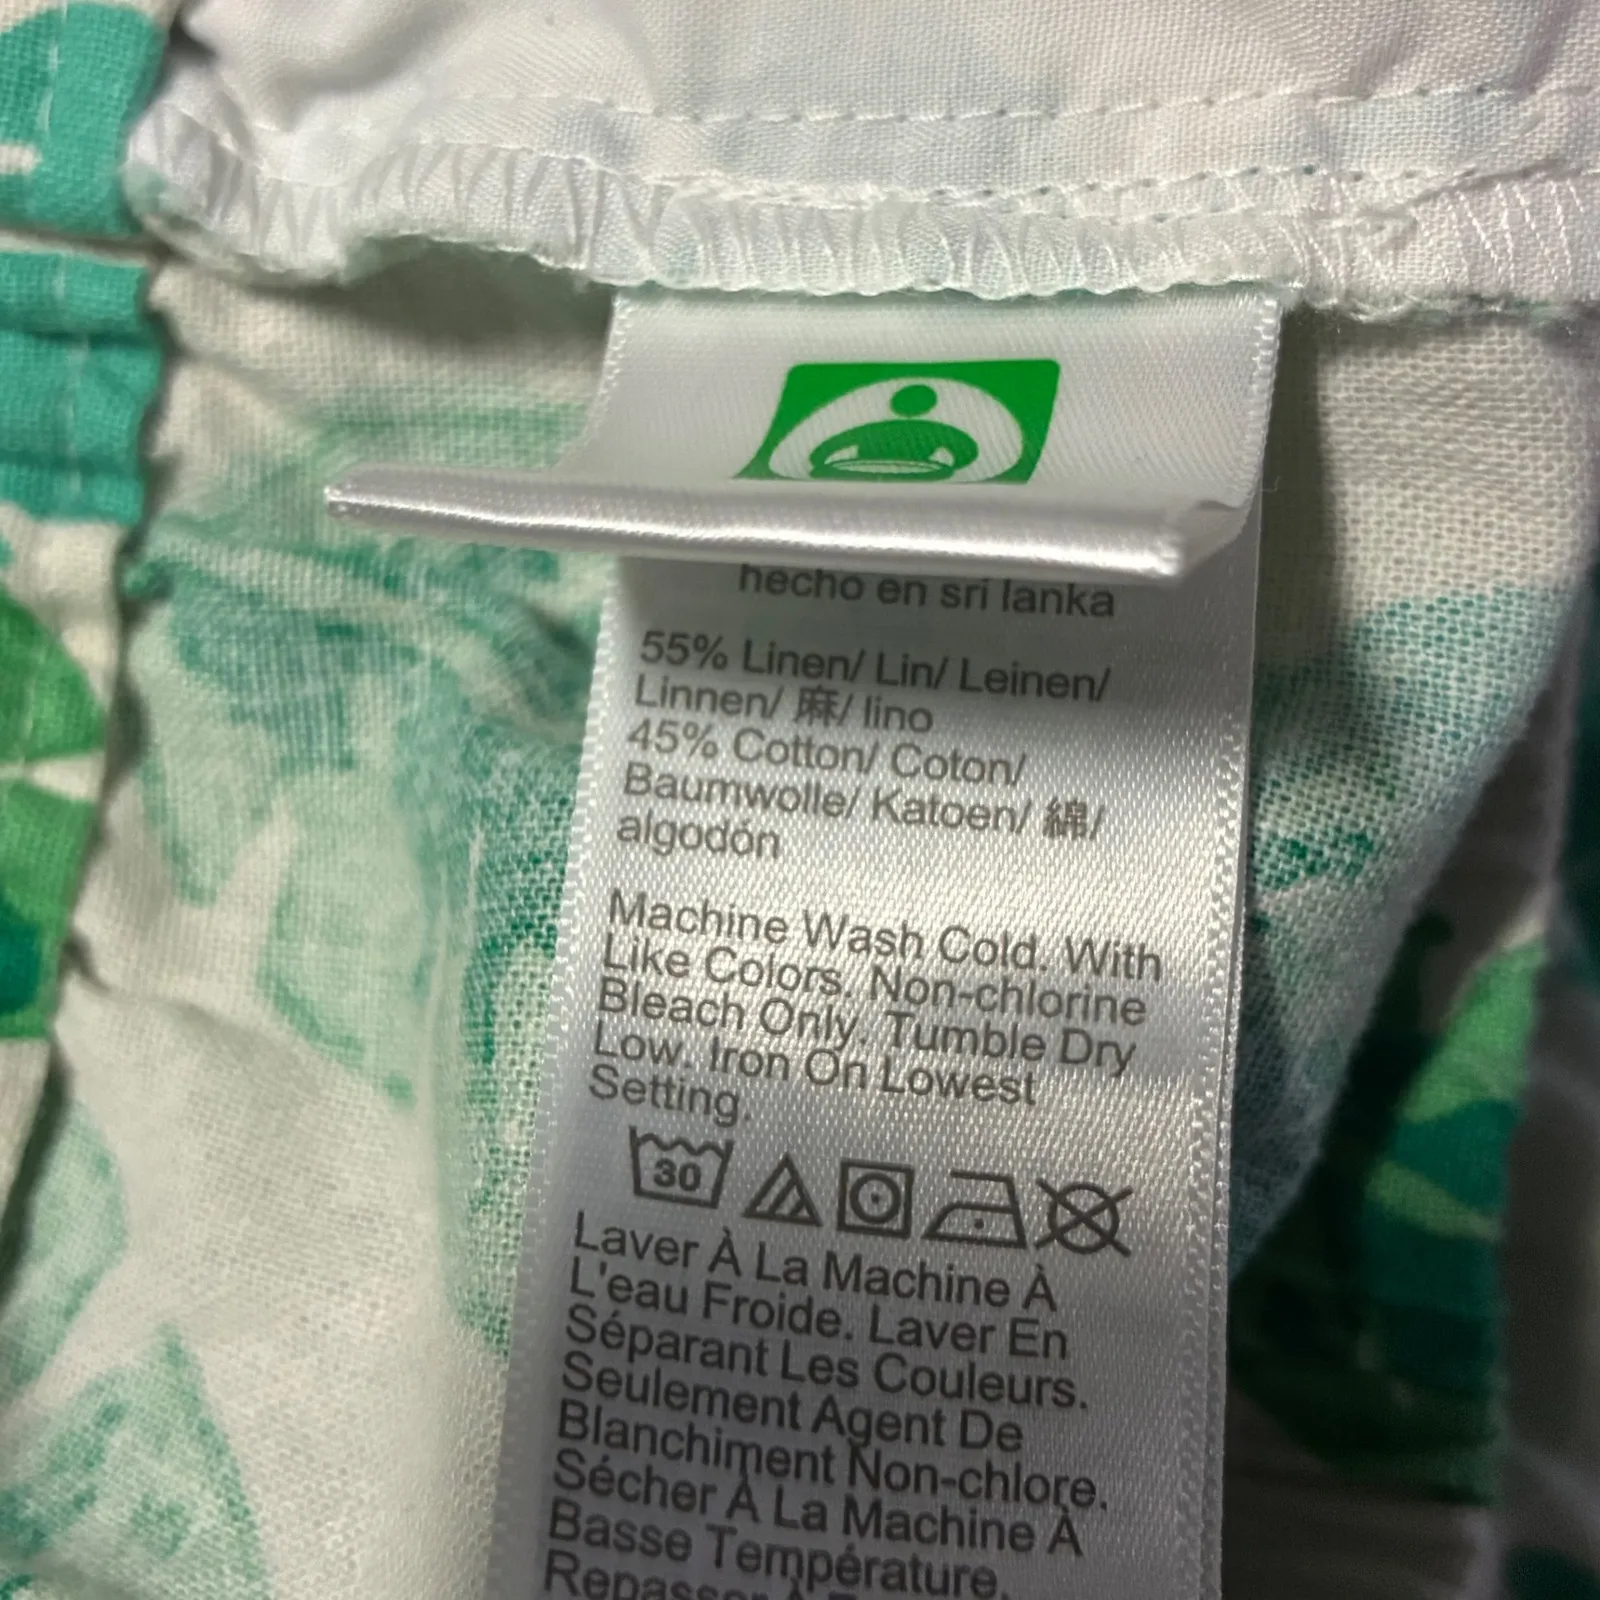 hecho en sri lanka
55% Linen/ Lin/ Leinen/
Linnen/ 麻/ lino
45% Cotton/ Coton/
Baumwolle/ Katoen/ 綿/
algodón
Machine Wash Cold. With
Like Colors. Non-chlorine
Bleach Only. Tumble Dry
Low. Iron On Lowest
Setting.
30
Laver À La Machine À
L'eau Froide. Laver En
Séparant Les Couleurs.
Seulement Agent De
Blanchiment Non-chlore.
Sécher À La Machine À
Basse Température.
Repasser À